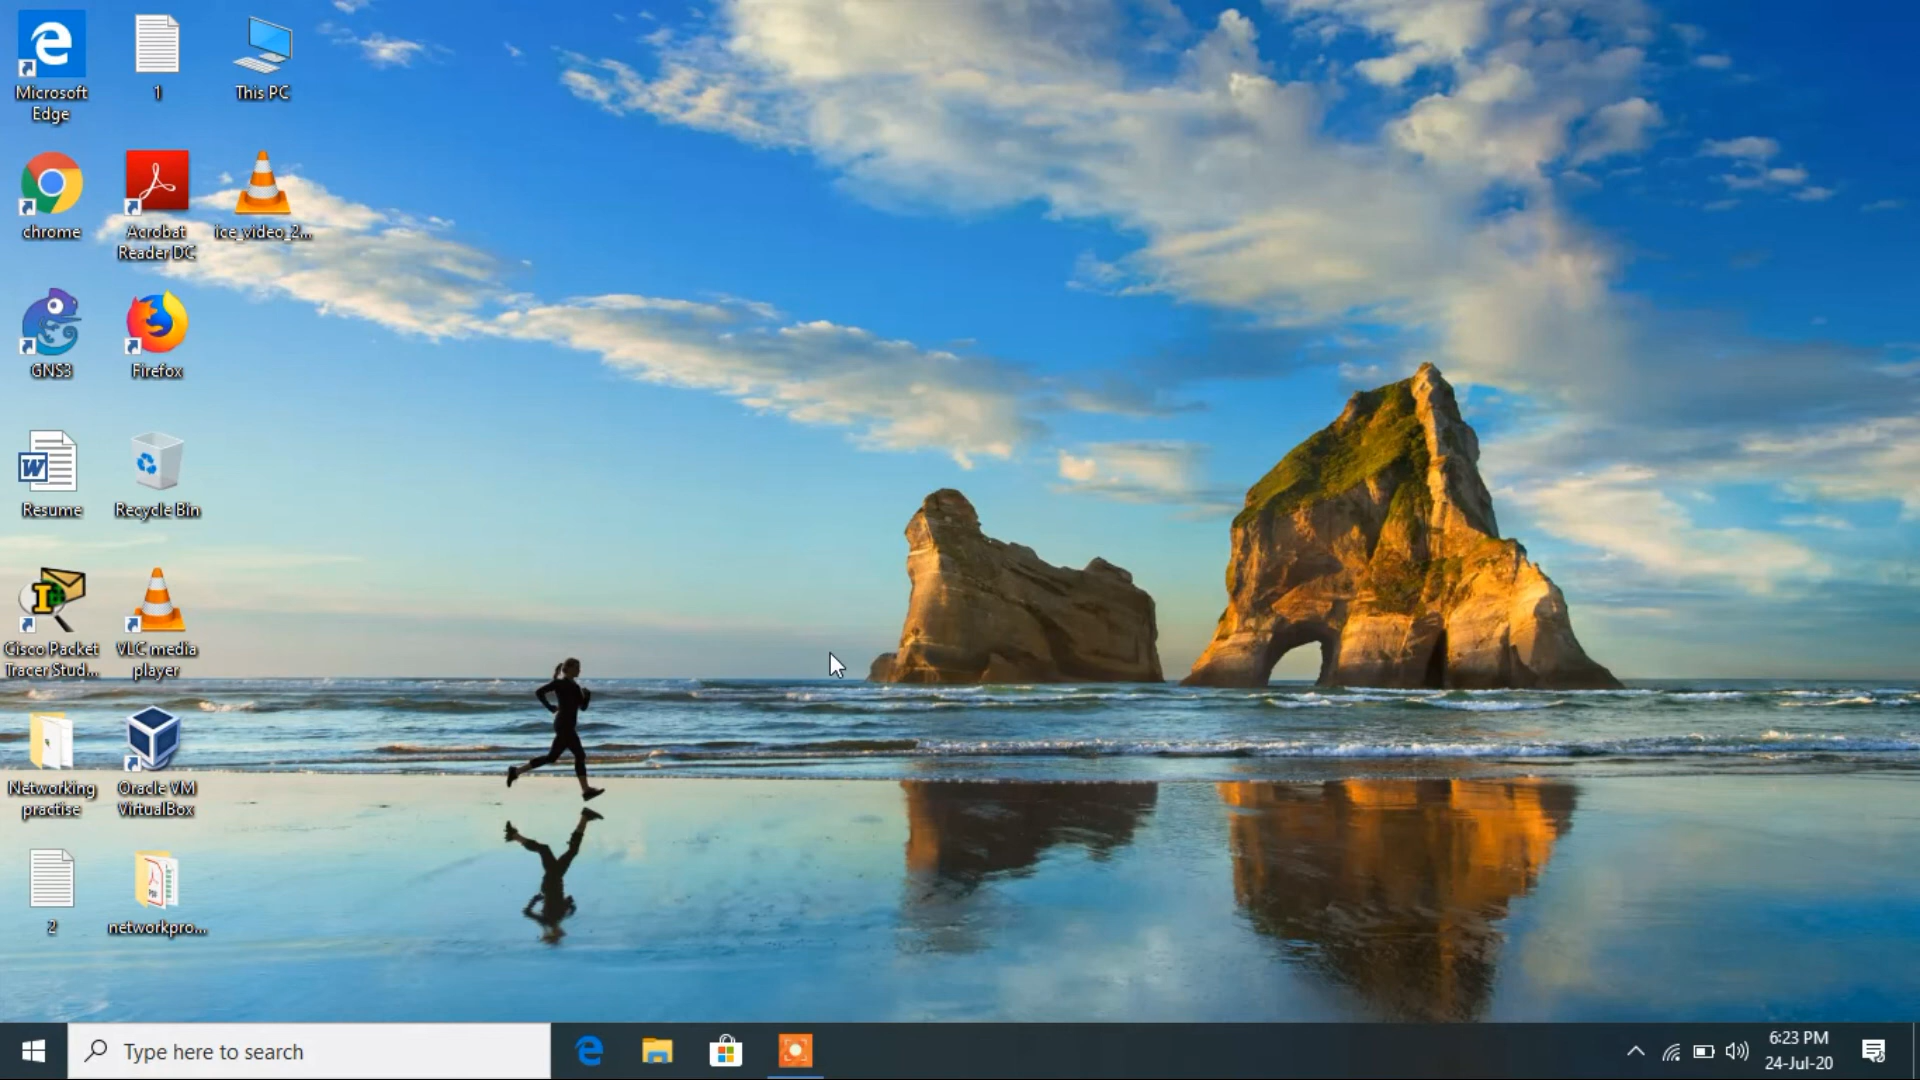 Microsoft
Edge
1
This PC
chrome
Acrobat
Reader DC
ice_video_2...
GNS3
Firefox
Resume
Recycle Bin
Cisco Packet
Tracer Stud...
VLC media
player
Networking
practise
Oracle VM
VirtualBox
2
networkpro...
Type here to search
6:23 PM
24-Jul-20